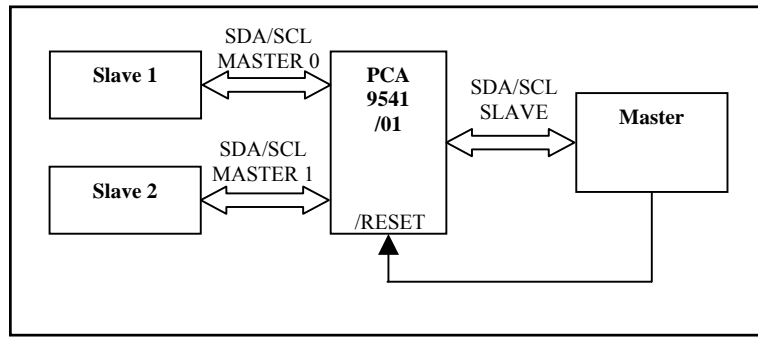 SDA/SCL
MASTER 0
Slave 1
PCA
9541
/01
SDA/SCL
SLAVE
Master
SDA/SCL
MASTER 1
Slave 2
/RESET